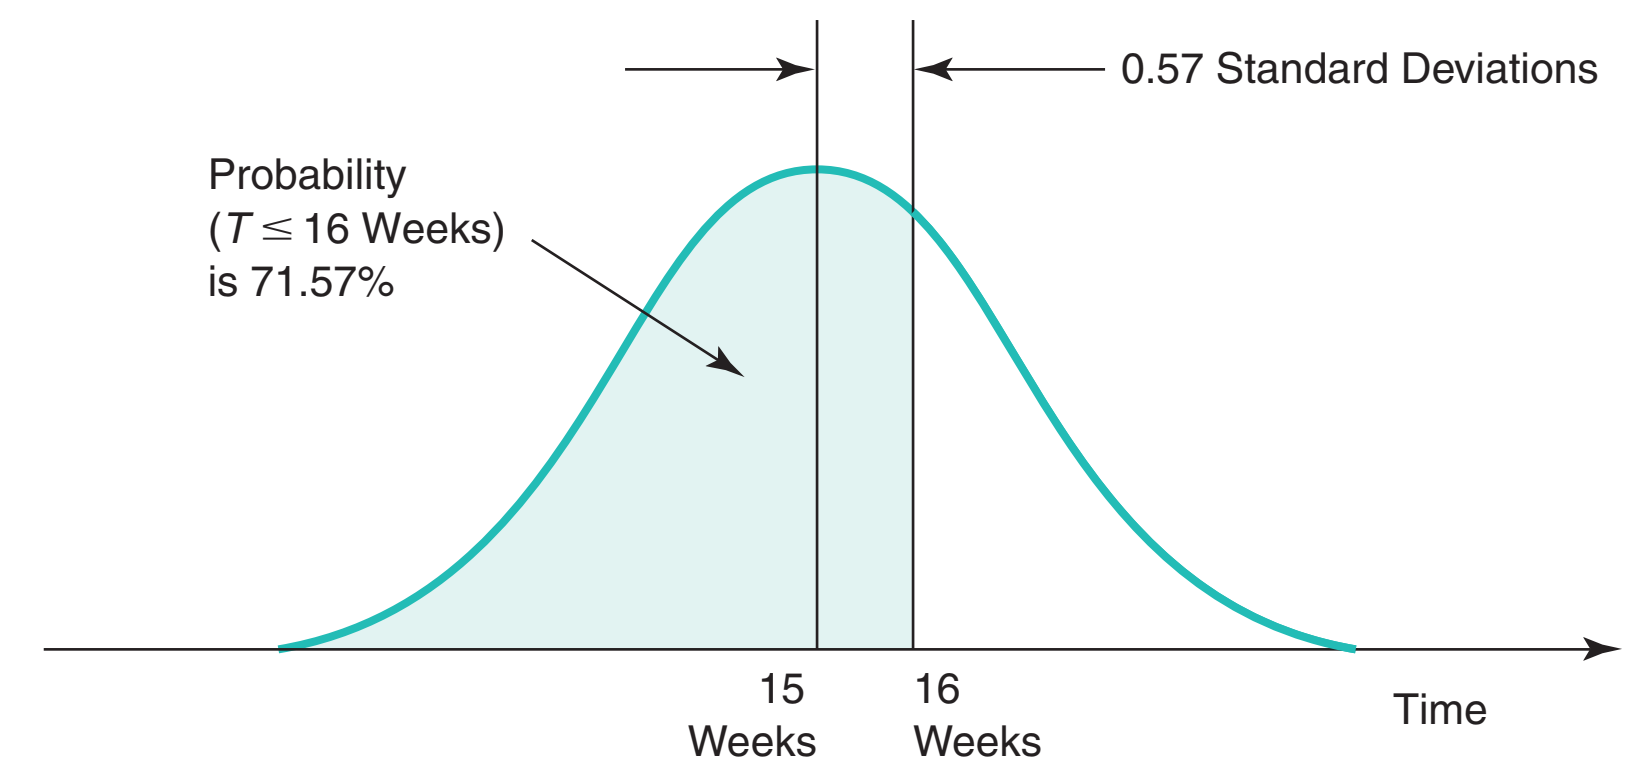 0.57 Standard Deviations
Probability
(T ≤ 16 Weeks)
is 71.57%
15
Weeks
16
Weeks
Time